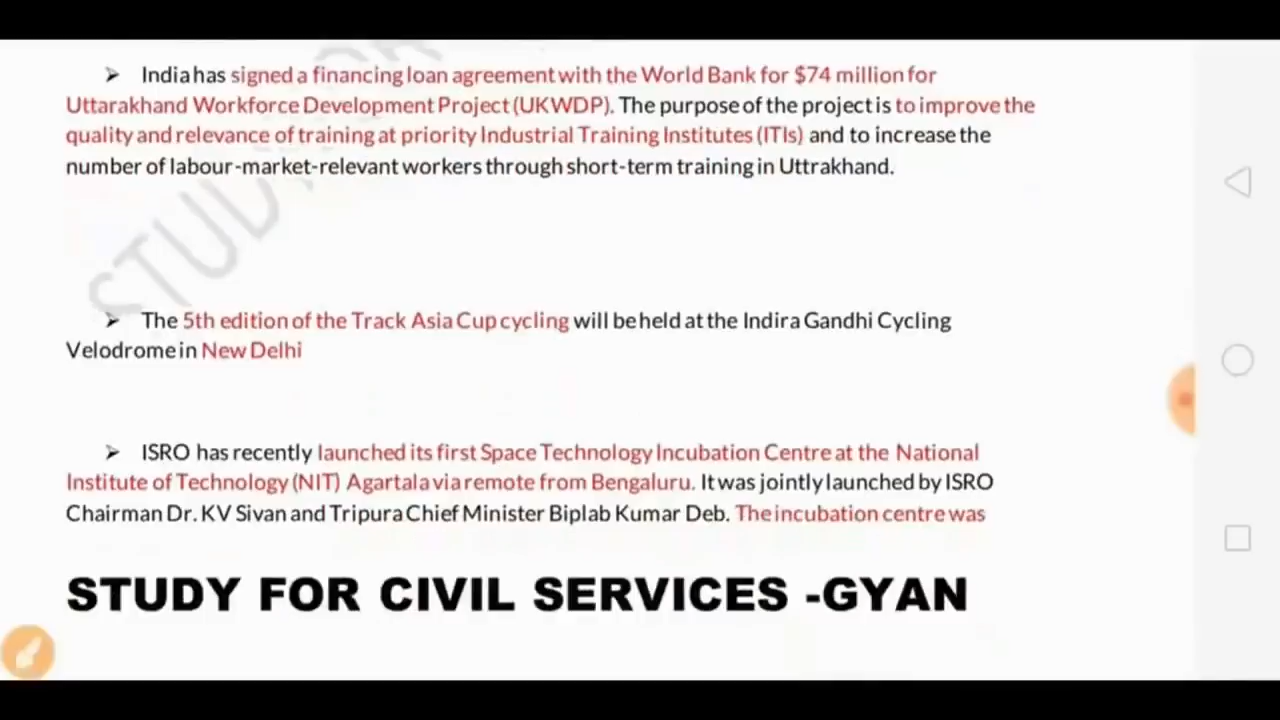 ➢ India has signed a financing loan agreement with the World Bank for $74 million for
Uttarakhand Workforce Development Project (UKWDP). The purpose of the project is to improve the
quality and relevance of training at priority Industrial Training Institutes (ITIs) and to increase the
number of labour-market-relevant workers through short-term training in Uttrakhand.
➢ The 5th edition of the Track Asia Cup cycling will be held at the Indira Gandhi Cycling
Velodrome in New Delhi
➢ ISRO has recently launched its first Space Technology Incubation Centre at the National
Institute of Technology (NIT) Agartala via remote from Bengaluru. It was jointly launched by ISRO
Chairman Dr. KV Sivan and Tripura Chief Minister Biplab Kumar Deb. The incubation centre was
STUDY FOR CIVIL SERVICES -GYAN